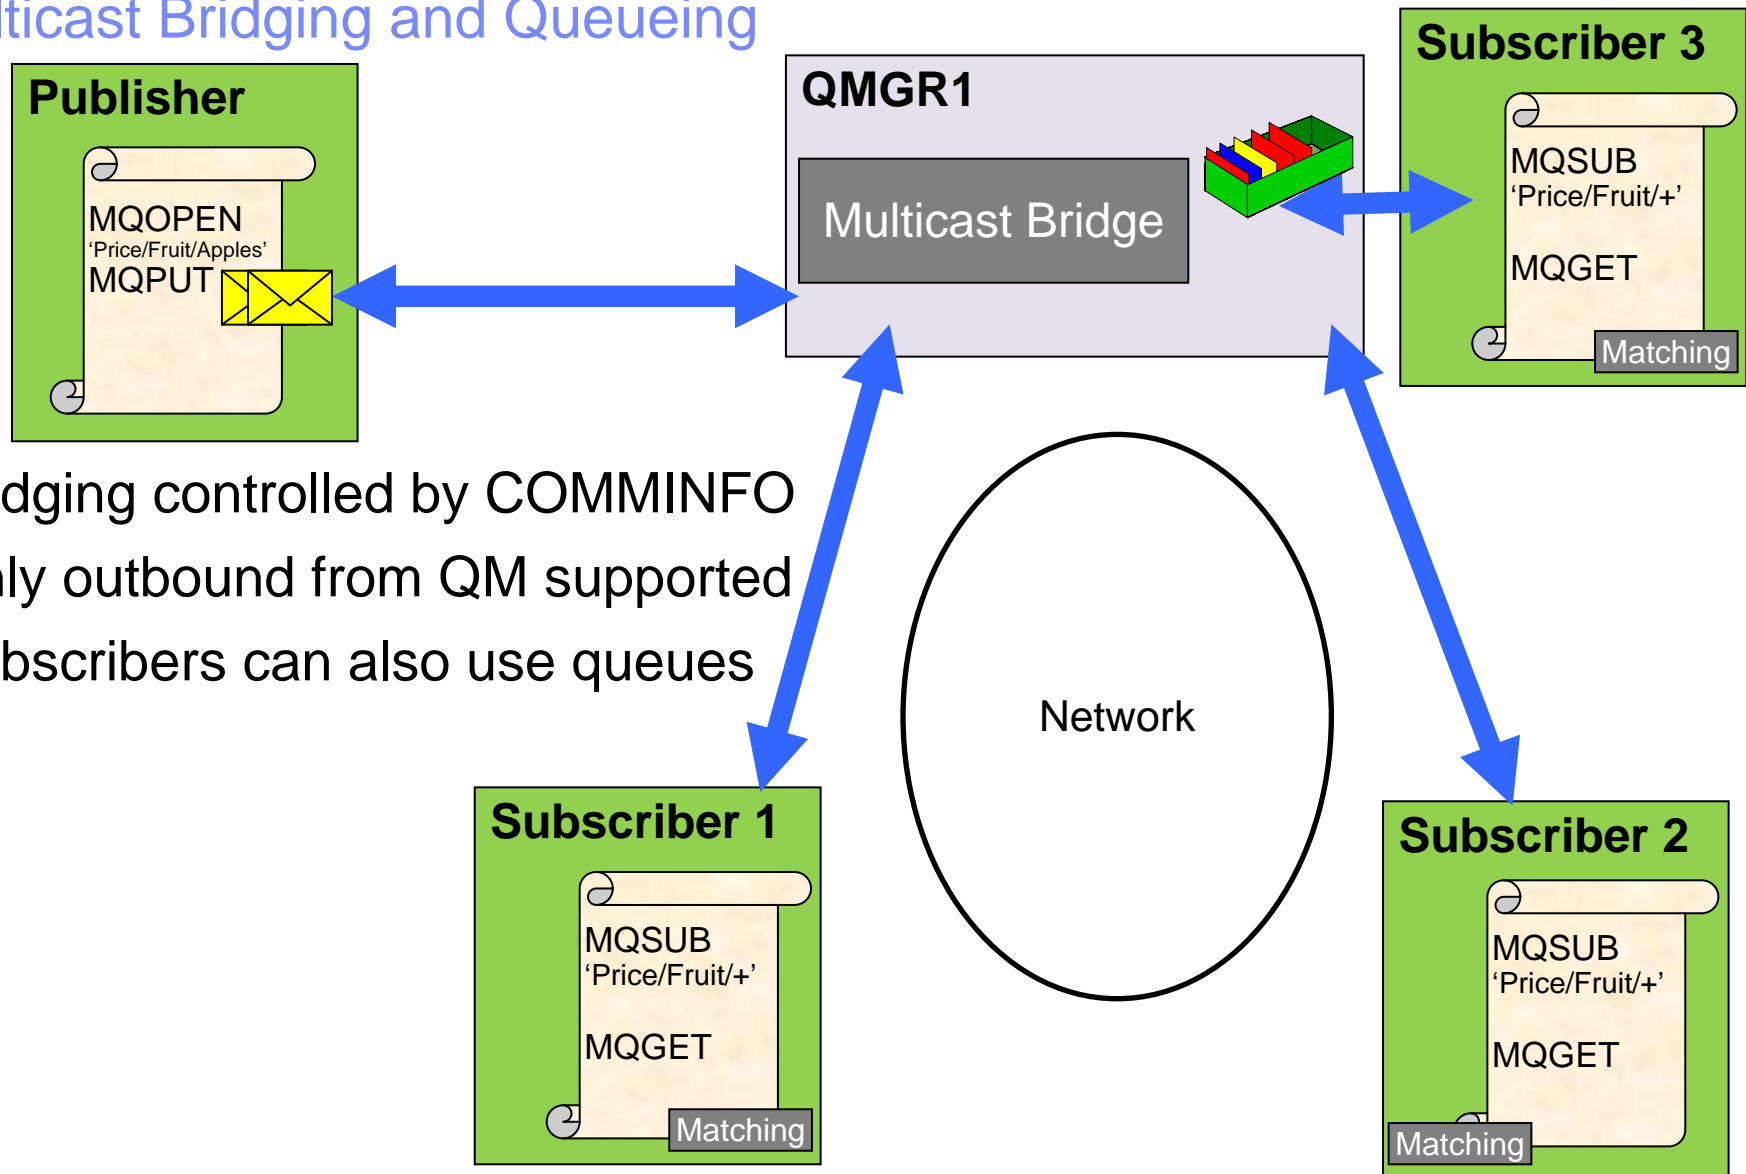 lticast Bridging and Queueing
Publisher
MQOPEN
‘Price/Fruit/Apples’
MQPUT
QMGR1
Multicast Bridge
Subscriber 3
MQSUB
‘Price/Fruit/+’
MQGET
Matching
dging controlled by COMMINFO
ly outbound from QM supported
bscribers can also use queues
Network
Subscriber 1
MQSUB
‘Price/Fruit/+’
MQGET
Matching
Subscriber 2
MQSUB
‘Price/Fruit/+’
MQGET
Matching